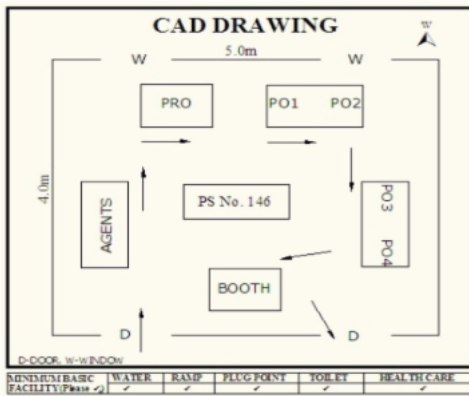 CAD DRAWING
W
W 5.0m W
PRO PO1 PO2
4.0m
AGENTS PS No. 146 PO3 PO4
BOOTH
D D
D-DOOR, W-WINDOW
MINIMUM BASIC FACILITY(Please ✓) WATER RAMP PLUG POINT TOILET HEALTH CARE
✓ ✓ ✓ ✓ ✓